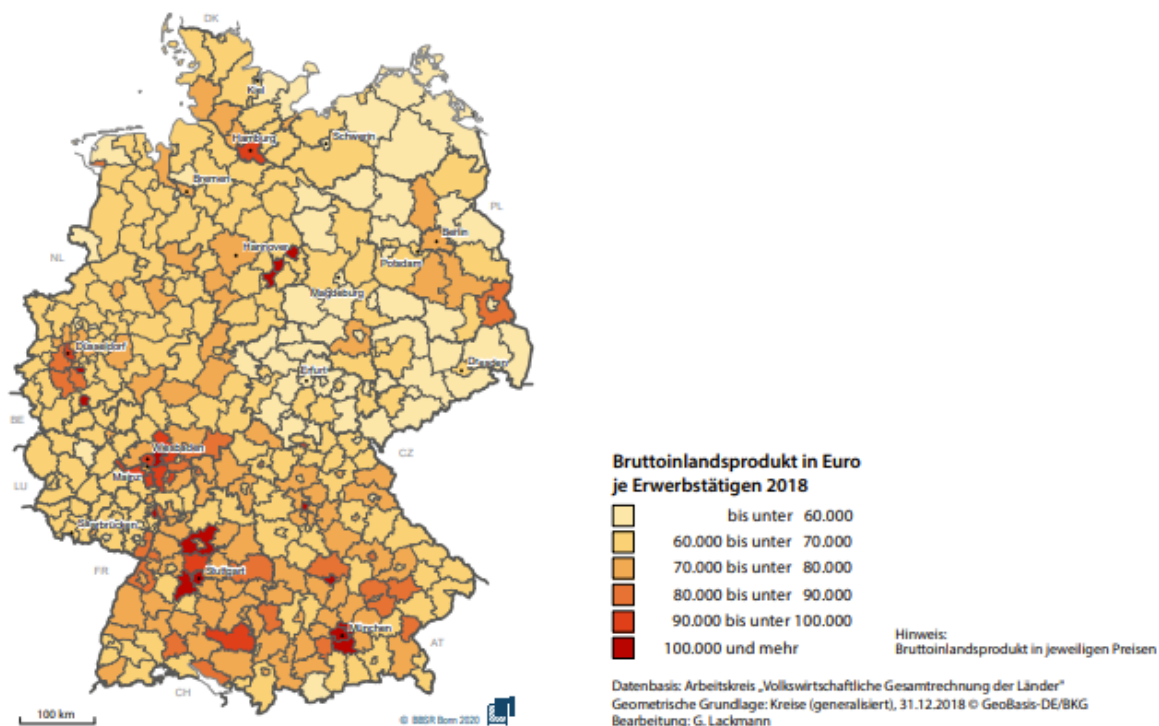 DK
Kiel
Hamburg
Schwerin
Bremen
PL
Berlin
Hannover
Potsdam
NL
Magdeburg
Düsseldorf
Dresden
Erfurt
BE
Wiesbaden
CZ
Mainz
LU
Saarbrücken
Stuttgart
FR
München
AT
CH
100 km
© BBSR Bonn 2020
Bruttoinlandsprodukt in Euro
je Erwerbstätigen 2018
bis unter 60.000
60.000 bis unter 70.000
70.000 bis unter 80.000
80.000 bis unter 90.000
90.000 bis unter 100.000
100.000 und mehr
Hinweis:
Bruttoinlandsprodukt in jeweiligen Preisen
Datenbasis: Arbeitskreis „Volkswirtschaftliche Gesamtrechnung der Länder"
Geometrische Grundlage: Kreise (generalisiert), 31.12.2018 © GeoBasis-DE/BKG
Bearbeitung: G. Lackmann